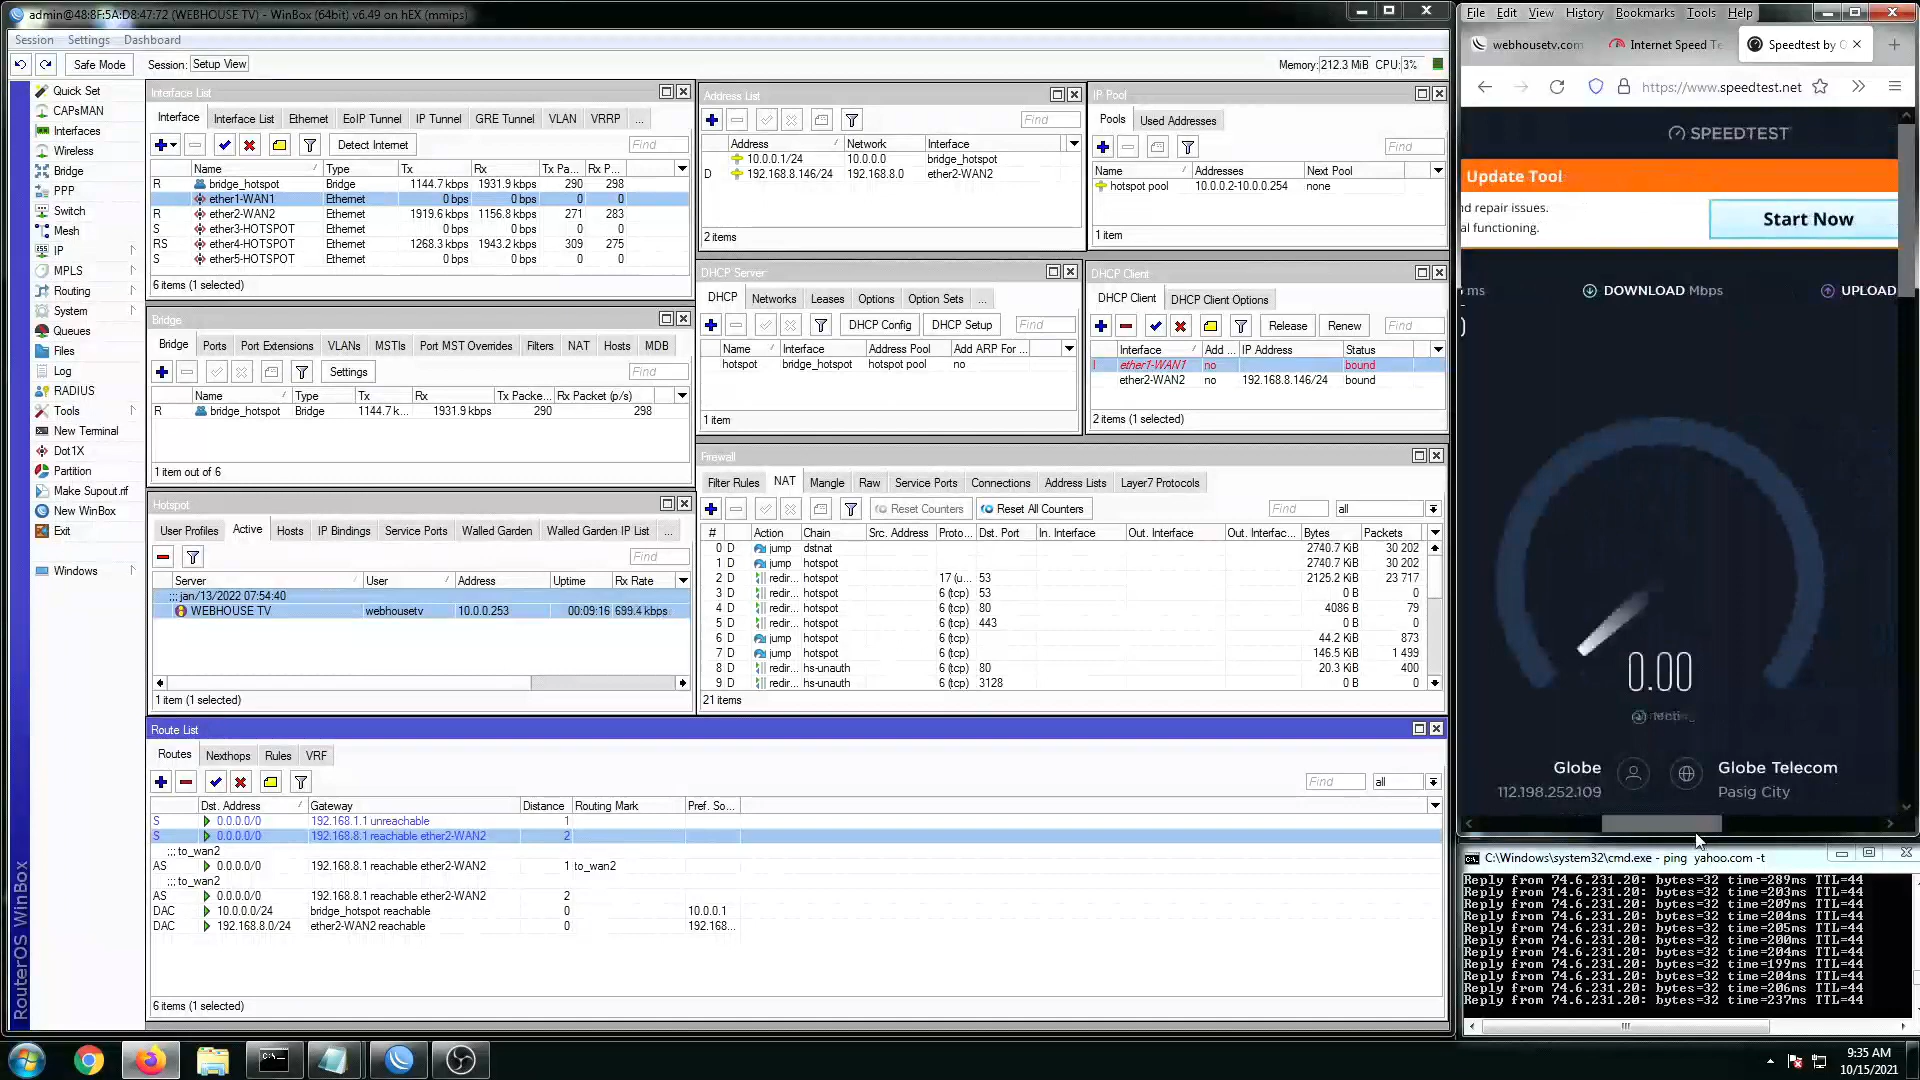 admin@48:8F:5A:D8:47:72 (WEBHOUSE TV) - WinBox (64bit) v6.49 on hEX (mmips)
Session Settings Dashboard
Safe Mode Session: Setup View Memory: 212.3 MiB CPU: 3%
Quick Set
CAPsMAN
Interfaces
Wireless
Bridge
PPP
Switch
Mesh
IP
MPLS
Routing
System
Queues
Files
Log
RADIUS
Tools
New Terminal
Dot1X
Partition
Make Supout.rif
New WinBox
Exit
Windows
RouterOS WinBox
Interface List
Interface Interface List Ethernet EoIP Tunnel IP Tunnel GRE Tunnel VLAN VRRP ...
Detect Internet Find
Name Type Tx Rx Tx Pa... Rx P...
R bridge_hotspot Bridge 1144.7 kbps 1931.9 kbps 290 298
ether1-WAN1 Ethernet 0 bps 0 bps 0 0
R ether2-WAN2 Ethernet 1919.6 kbps 1156.8 kbps 271 283
S ether3-HOTSPOT Ethernet 0 bps 0 bps 0 0
RS ether4-HOTSPOT Ethernet 1268.3 kbps 1943.2 kbps 309 275
S ether5-HOTSPOT Ethernet 0 bps 0 bps 0 0
6 items (1 selected)
Bridge
Bridge Ports Port Extensions VLANs MSTIs Port MST Overrides Filters NAT Hosts MDB
Settings Find
Name Type Tx Rx Tx Packe... Rx Packet (p/s)
R bridge_hotspot Bridge 1144.7 k... 1931.9 kbps 290 298
1 item out of 6
Hotspot
User Profiles Active Hosts IP Bindings Service Ports Walled Garden Walled Garden IP List ...
Find
Server User Address Uptime Rx Rate
;;; jan/13/2022 07:54:40
WEBHOUSE TV webhousetv 10.0.0.253 00:09:16 699.4 kbps
1 item (1 selected)
Address List
Find
Address Network Interface
10.0.0.1/24 10.0.0.0 bridge_hotspot
D 192.168.8.146/24 192.168.8.0 ether2-WAN2
2 items
IP Pool
Pools Used Addresses
Find
Name Addresses Next Pool
hotspot pool 10.0.0.2-10.0.0.254 none
1 item
DHCP Server
DHCP Networks Leases Options Option Sets ...
DHCP Config DHCP Setup Find
Name Interface Address Pool Add ARP For ...
hotspot bridge_hotspot hotspot pool no
1 item
DHCP Client
DHCP Client DHCP Client Options
Release Renew Find
Interface Add ... IP Address Status
I ether1-WAN1 no bound
ether2-WAN2 no 192.168.8.146/24 bound
2 items (1 selected)
Firewall
Filter Rules NAT Mangle Raw Service Ports Connections Address Lists Layer7 Protocols
Reset Counters Reset All Counters Find all
# Action Chain Src. Address Proto... Dst. Port In. Interface Out. Interface Out. Interfac... Bytes Packets
0 D jump dstnat 2740.7 KiB 30 202
1 D jump hotspot 2740.7 KiB 30 202
2 D redir... hotspot 17 (u... 53 2125.2 KiB 23 717
3 D redir... hotspot 6 (tcp) 53 0 B 0
4 D redir... hotspot 6 (tcp) 80 4086 B 79
5 D redir... hotspot 6 (tcp) 443 0 B 0
6 D jump hotspot 6 (tcp) 44.2 KiB 873
7 D jump hotspot 6 (tcp) 146.5 KiB 1 499
8 D redir... hs-unauth 6 (tcp) 80 20.3 KiB 400
9 D redir... hs-unauth 6 (tcp) 3128 0 B 0
21 items
Route List
Routes Nexthops Rules VRF
Find all
Dst. Address Gateway Distance Routing Mark Pref. So...
S 0.0.0.0/0 192.168.1.1 unreachable 1
S 0.0.0.0/0 192.168.8.1 reachable ether2-WAN2 2
;;; to_wan2
AS 0.0.0.0/0 192.168.8.1 reachable ether2-WAN2 1 to_wan2
;;; to_wan2
AS 0.0.0.0/0 192.168.8.1 reachable ether2-WAN2 2
DAC 10.0.0.0/24 bridge_hotspot reachable 0 10.0.0.1
DAC 192.168.8.0/24 ether2-WAN2 reachable 0 192.168...
6 items (1 selected)
File Edit View History Bookmarks Tools Help
webhousetv.com Internet Speed Te Speedtest by O
https://www.speedtest.net
SPEEDTEST
Update Tool
nd repair issues.
al functioning.
Start Now
ms DOWNLOAD Mbps UPLOAD
0.00
Globe
112.198.252.109
Globe Telecom
Pasig City
C:\Windows\system32\cmd.exe - ping yahoo.com -t
Reply from 74.6.231.20: bytes=32 time=289ms TTL=44
Reply from 74.6.231.20: bytes=32 time=203ms TTL=44
Reply from 74.6.231.20: bytes=32 time=209ms TTL=44
Reply from 74.6.231.20: bytes=32 time=204ms TTL=44
Reply from 74.6.231.20: bytes=32 time=205ms TTL=44
Reply from 74.6.231.20: bytes=32 time=200ms TTL=44
Reply from 74.6.231.20: bytes=32 time=204ms TTL=44
Reply from 74.6.231.20: bytes=32 time=199ms TTL=44
Reply from 74.6.231.20: bytes=32 time=204ms TTL=44
Reply from 74.6.231.20: bytes=32 time=206ms TTL=44
Reply from 74.6.231.20: bytes=32 time=237ms TTL=44
9:35 AM
10/15/2021